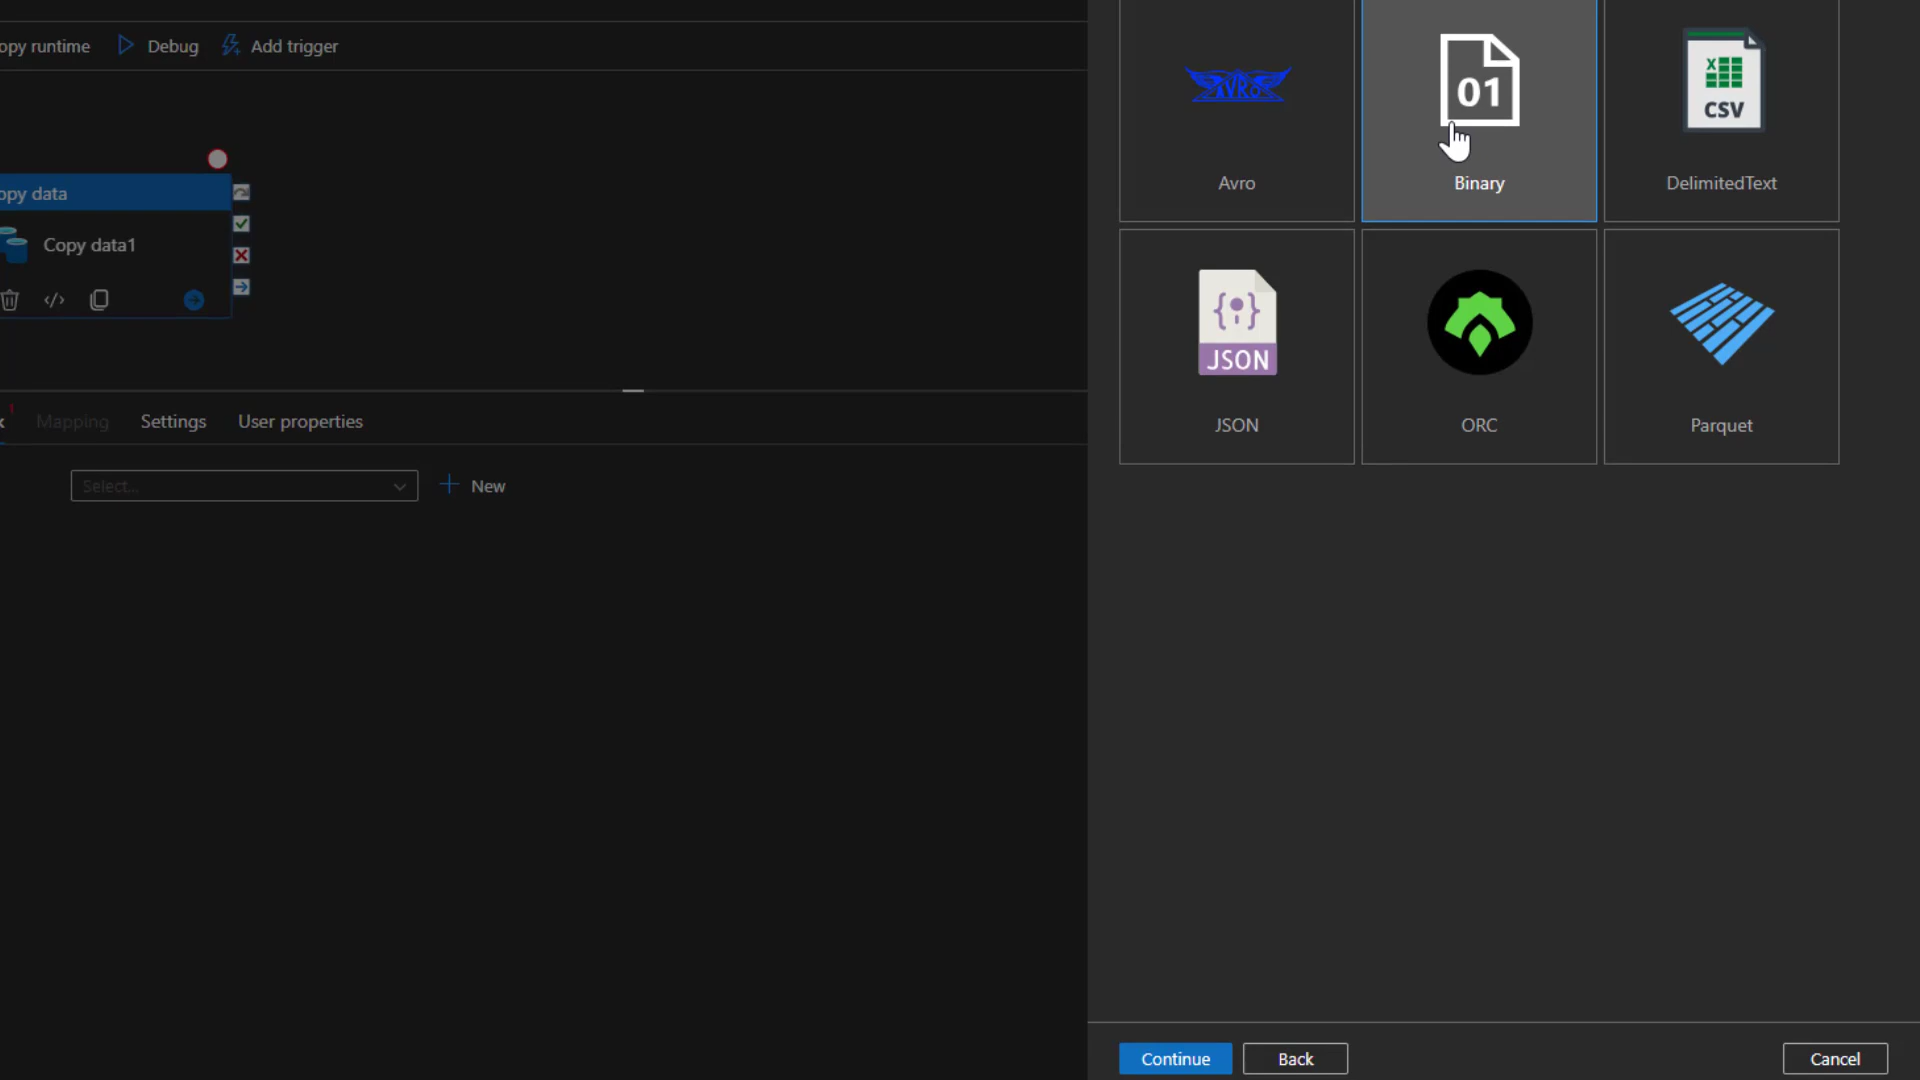 opy runtime Debug Add trigger
opy data
Copy data1
Mapping Settings User properties
Select... New
AVRO
Avro
01
Binary
X
CSV
DelimitedText
JSON
JSON
ORC
Parquet
Continue Back Cancel